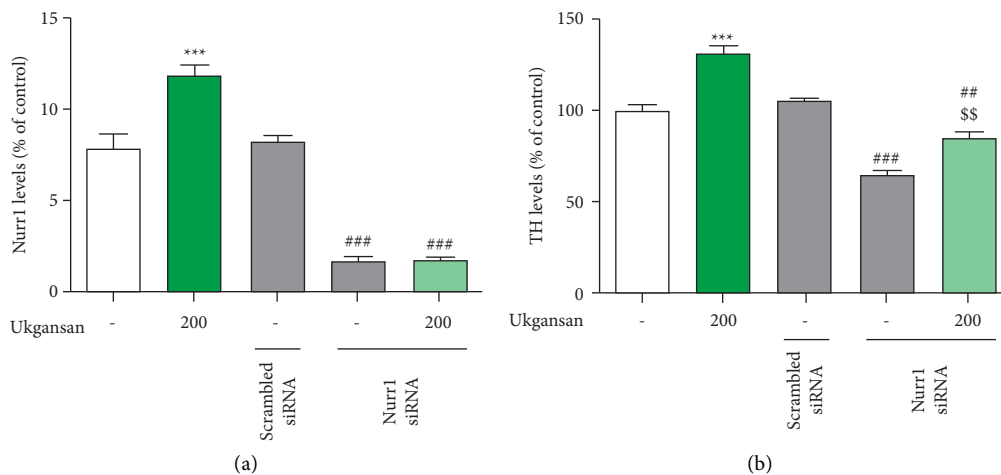 15
10
5
0
Nurr1 levels (% of control)
***
###
###
Ukgansan
-
200
-
-
200
Scrambled
siRNA
Nurr1
siRNA
(a)
150
100
50
0
TH levels (% of control)
***
###
##
$$
Ukgansan
-
200
-
-
200
Scrambled
siRNA
Nurr1
siRNA
(b)